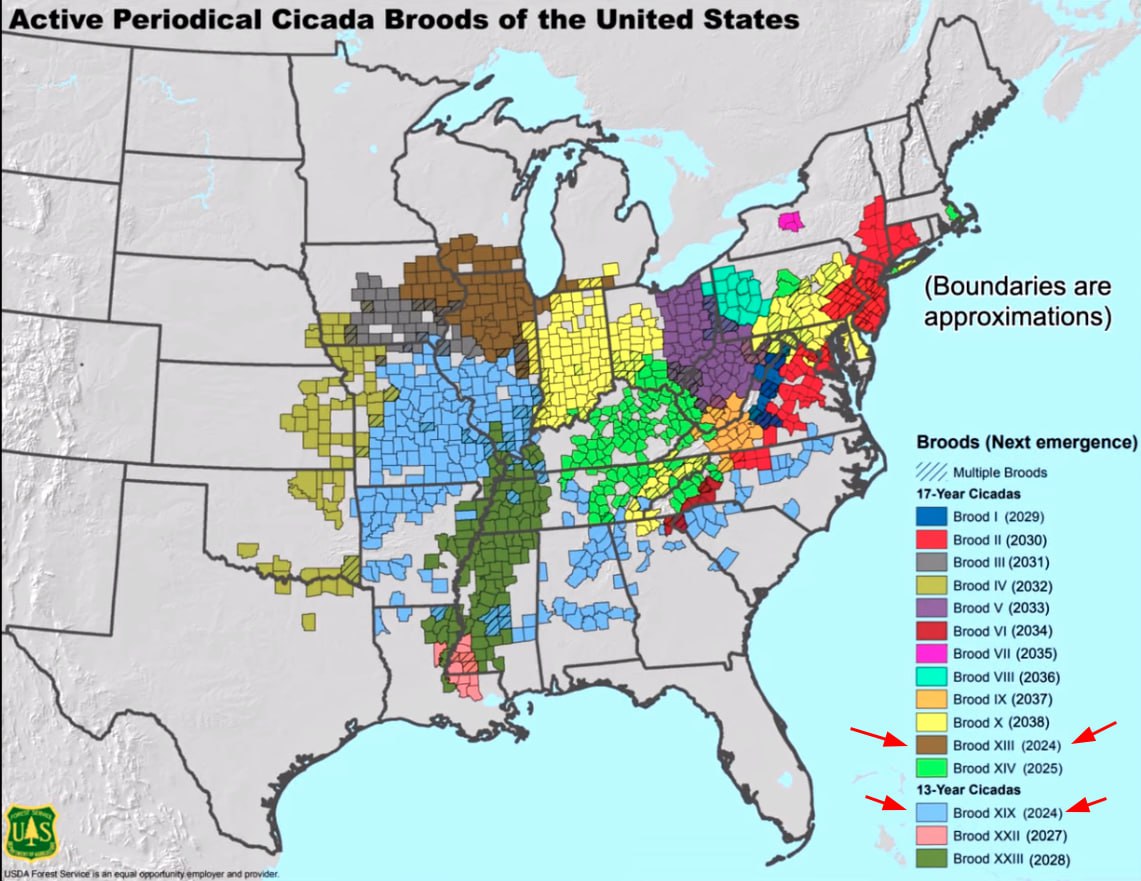 Active Periodical Cicada Broods of the United States
(Boundaries are
approximations)
Broods (Next emergence)
Multiple Broods
17-Year Cicadas
Brood I (2029)
Brood II (2030)
Brood III (2031)
Brood IV (2032)
Brood V (2033)
Brood VI (2034)
Brood VII (2035)
Brood VIII (2036)
Brood IX (2037)
Brood X (2038)
Brood XIII (2024)
Brood XIV (2025)
13-Year Cicadas
Brood XIX (2024)
Brood XXII (2027)
Brood XXIII (2028)
FOREST SERVICE
U S
DEPARTMENT OF AGRICULTURE
USDA Forest Service is an equal opportunity employer and provider.